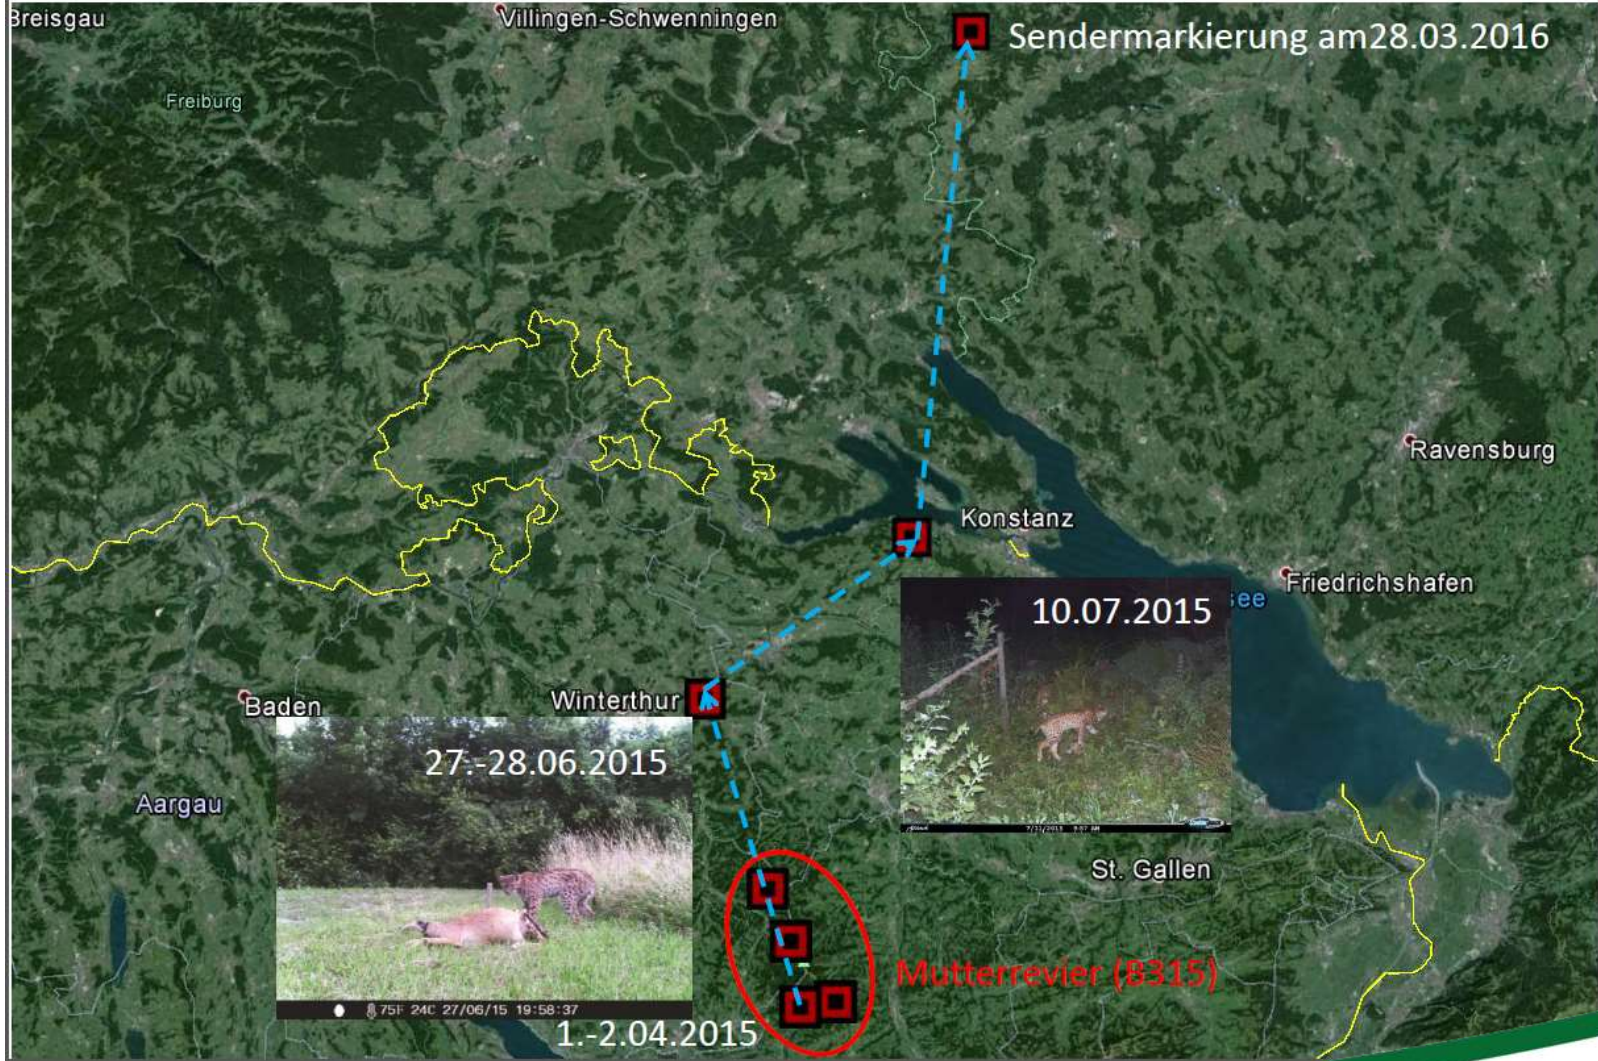 Breisgau
Villingen-Schwenningen
Sendermarkierung am28.03.2016
Freiburg
Ravensburg
Konstanz
Friedrichshafen
see
10.07.2015
Baden
Winterthur
27.-28.06.2015
Aargau
St. Gallen
Mutterrevier (B315)
75F 24C 27/06/15 19:58:37
1.-2.04.2015